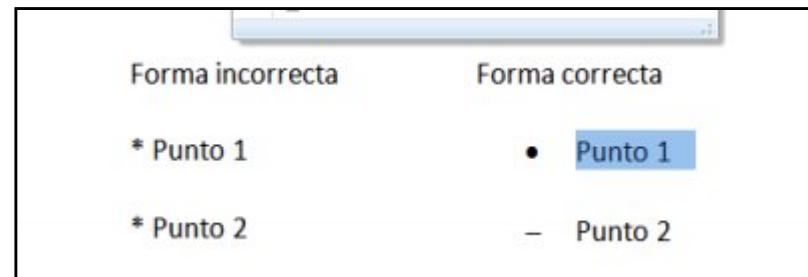 Forma incorrecta Forma correcta
* Punto 1 • Punto 1
* Punto 2 – Punto 2